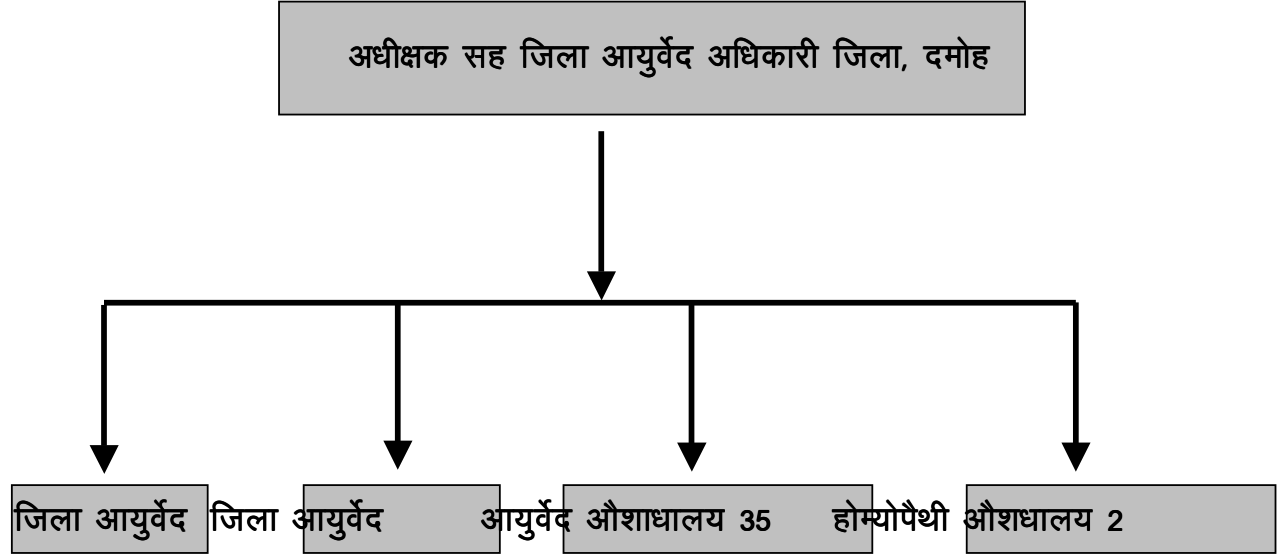 अधीक्षक सह जिला आयुर्वेद अधिकारी जिला, दमोह
जिला आयुर्वेद जिला आयुर्वेद आयुर्वेद औशाधालय 35 होम्योपैथी औशधालय 2